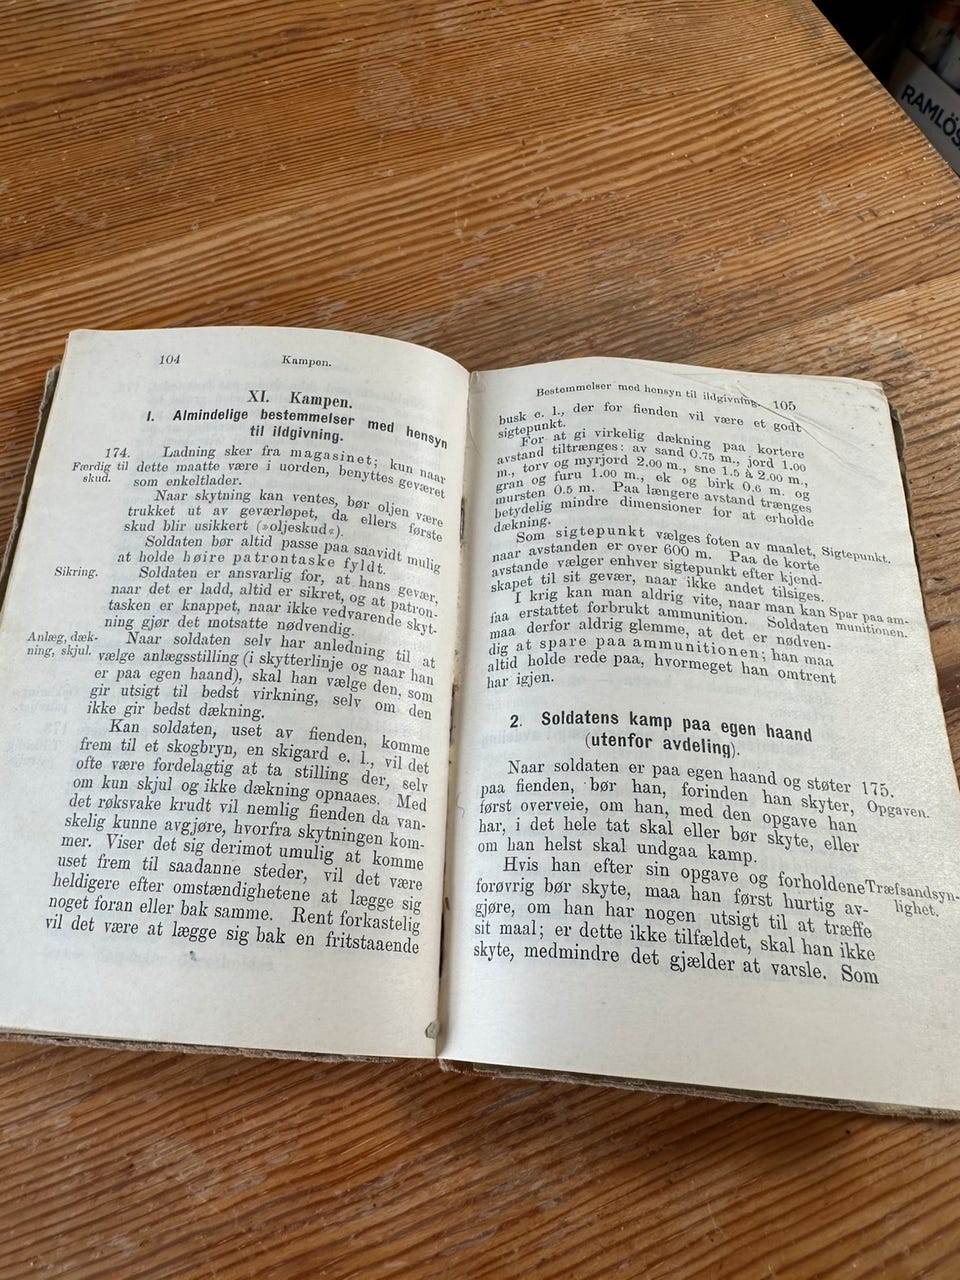 RAMLÖS
104
Kampen.
XI. Kampen.
I. Almindelige bestemmelser med hensyn
til ildgivning.
174.
Færdig til
skud.
Ladning sker fra magasinet; kun naar
dette maatte være i uorden, benyttes geværet
som enkeltlader.
Naar skytning kan ventes, bør oljen være
trukket ut av geværløpet, da ellers første
skud blir usikkert (»oljeskud«).
Soldaten bør altid passe paa saavidt mulig
at holde høire patrontaske fyldt.
Sikring.
Soldaten er ansvarlig for, at hans gevær,
naar det er ladd, altid er sikret, og at patron-
tasken er knappet, naar ikke vedvarende skyt-
ning gjør det motsatte nødvendig.
Anlæg, dæk-
ning, skjul.
Naar soldaten selv har anledning til at
vælge anlægsstilling (i skytterlinje og naar han
er paa egen haand), skal han vælge den, som
gir utsigt til bedst virkning, selv om den
ikke gir bedst dækning.
Kan soldaten, uset av fienden, komme
frem til et skogbryn, en skigard e. l., vil det
ofte være fordelagtig at ta stilling der, selv
om kun skjul og ikke dækning opnaaes. Med
det røksvake krudt vil nemlig fienden da van-
skelig kunne avgjøre, hvorfra skytningen kom-
mer. Viser det sig derimot umulig at komme
uset frem til saadanne steder, vil det være
heldigere efter omstændighetene at lægge sig
noget foran eller bak samme. Rent forkastelig
vil det være at lægge sig bak en fritstaaende
Bestemmelser med hensyn til ildgivning. 105
busk e. l., der for fienden vil være et godt
sigtepunkt.
For at gi virkelig dækning paa kortere
avstand tiltrænges: av sand 0.75 m., jord 1.00
m., torv og myrjord 2.00 m., sne 1.5 à 2.00 m.,
gran og furu 1.00 m., ek og birk 0.6 m. og
mursten 0.5 m. Paa længere avstand trænges
betydelig mindre dimensioner for at erholde
dækning.
Som sigtepunkt vælges foten av maalet,
naar avstanden er over 600 m. Paa de korte
avstande vælger enhver sigtepunkt efter kjend-
skapet til sit gevær, naar ikke andet tilsiges.
Sigtepunkt.
I krig kan man aldrig vite, naar man kan
faa erstattet forbrukt ammunition. Soldaten
maa derfor aldrig glemme, at det er nødven-
dig at spare paa ammunitionen; han maa
altid holde rede paa, hvormeget han omtrent
har igjen.
Spar paa am-
munitionen.
2. Soldatens kamp paa egen haand
(utenfor avdeling).
Naar soldaten er paa egen haand og støter
paa fienden, bør han, forinden han skyter,
først overveie, om han, med den opgave han
har, i det hele tat skal eller bør skyte, eller
om han helst skal undgaa kamp.
175.
Opgaven.
Hvis han efter sin opgave og forholdene
forøvrig bør skyte, maa han først hurtig av-
gjøre, om han har nogen utsigt til at træffe
sit maal; er dette ikke tilfældet, skal han ikke
skyte, medmindre det gjælder at varsle. Som
Træfsandsyn-
lighet.